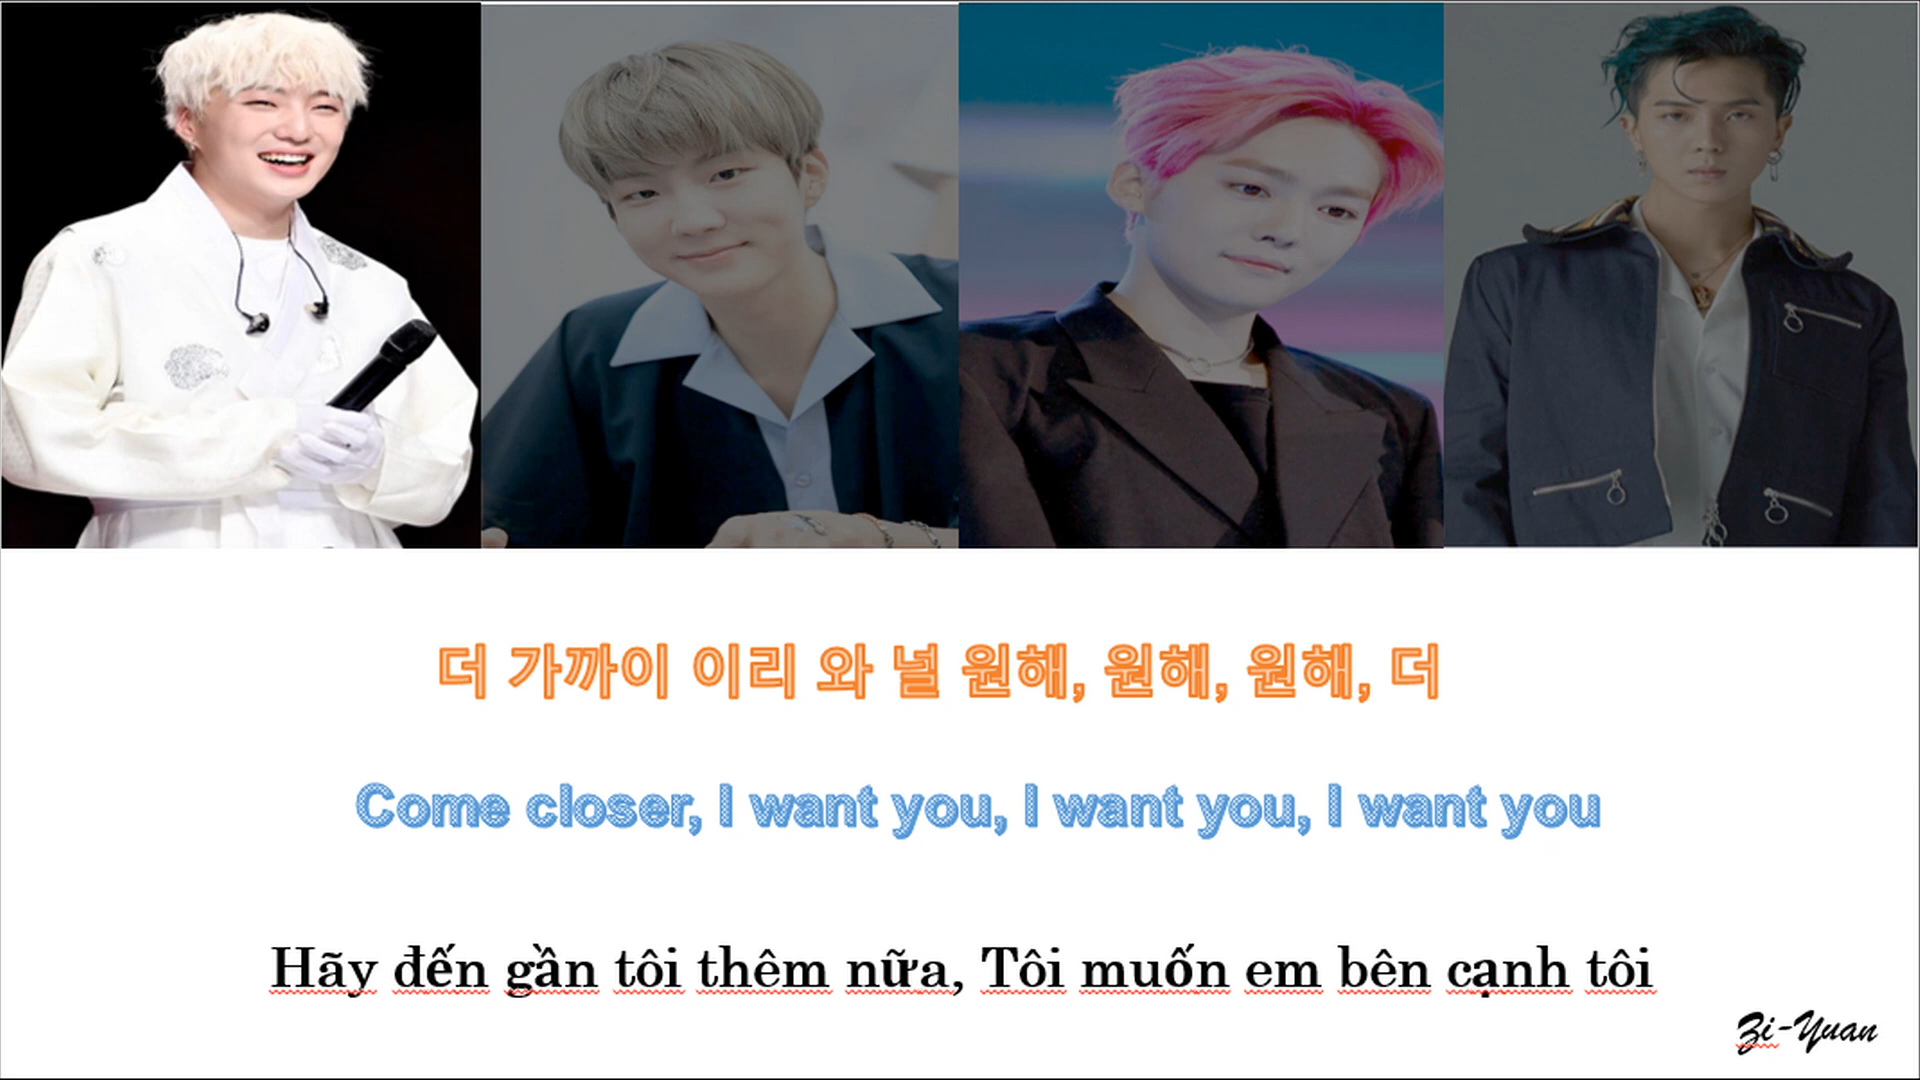 더 가까이 이리 와 널 원해, 원해, 원해, 더
Come closer, I want you, I want you, I want you
Hãy đến gần tôi thêm nữa, Tôi muốn em bên cạnh tôi
Zi-Yuan